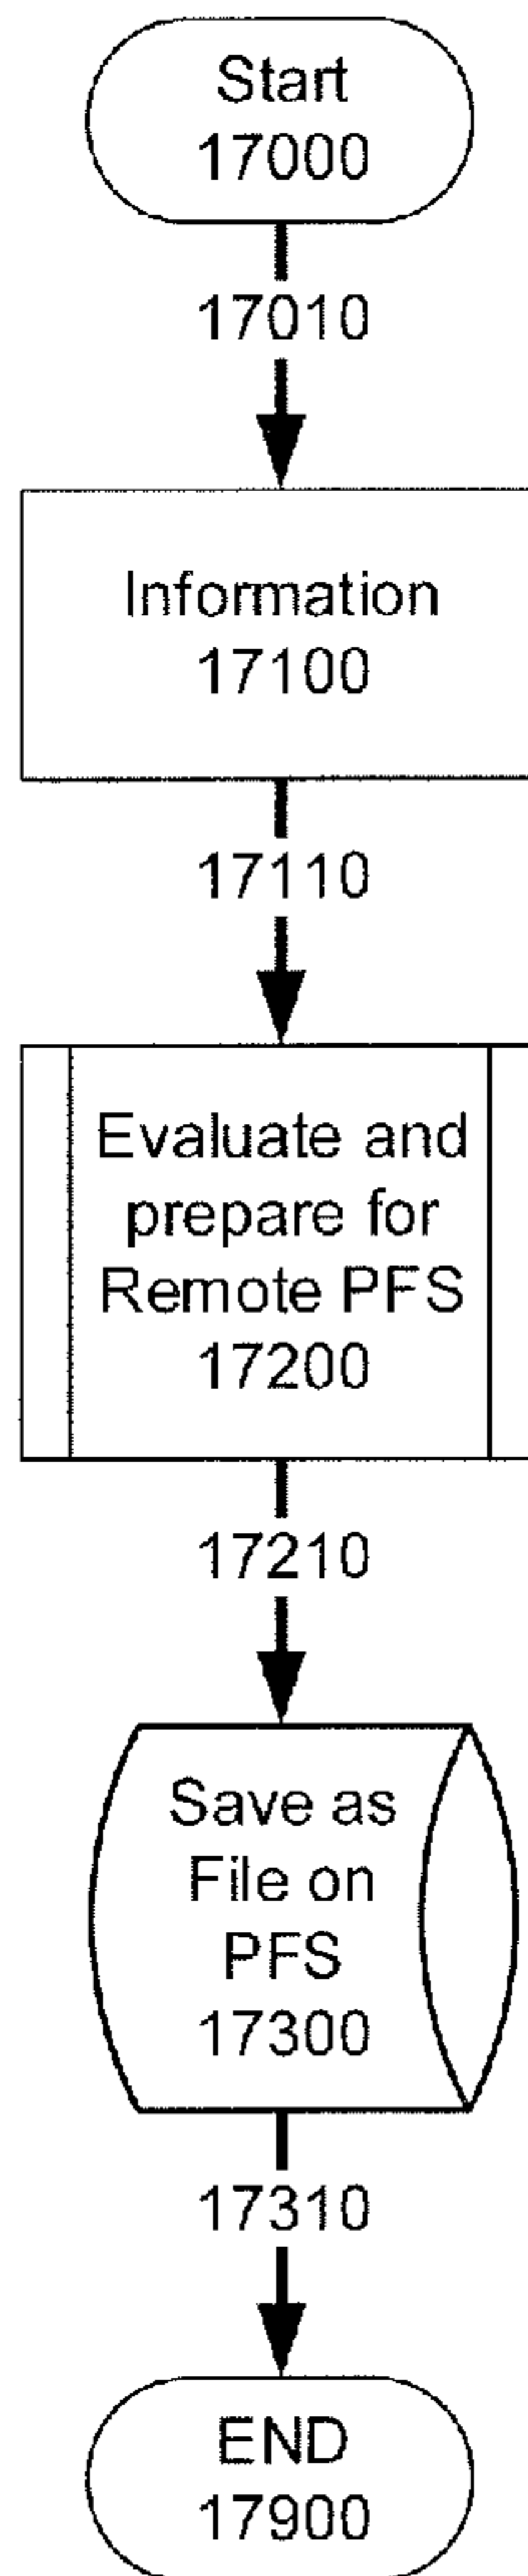 Start
17000
17010
Information
17100
17110
Evaluate and
prepare for
Remote PFS
17200
17210
Save as
File on
PFS
17300
17310
END
17900